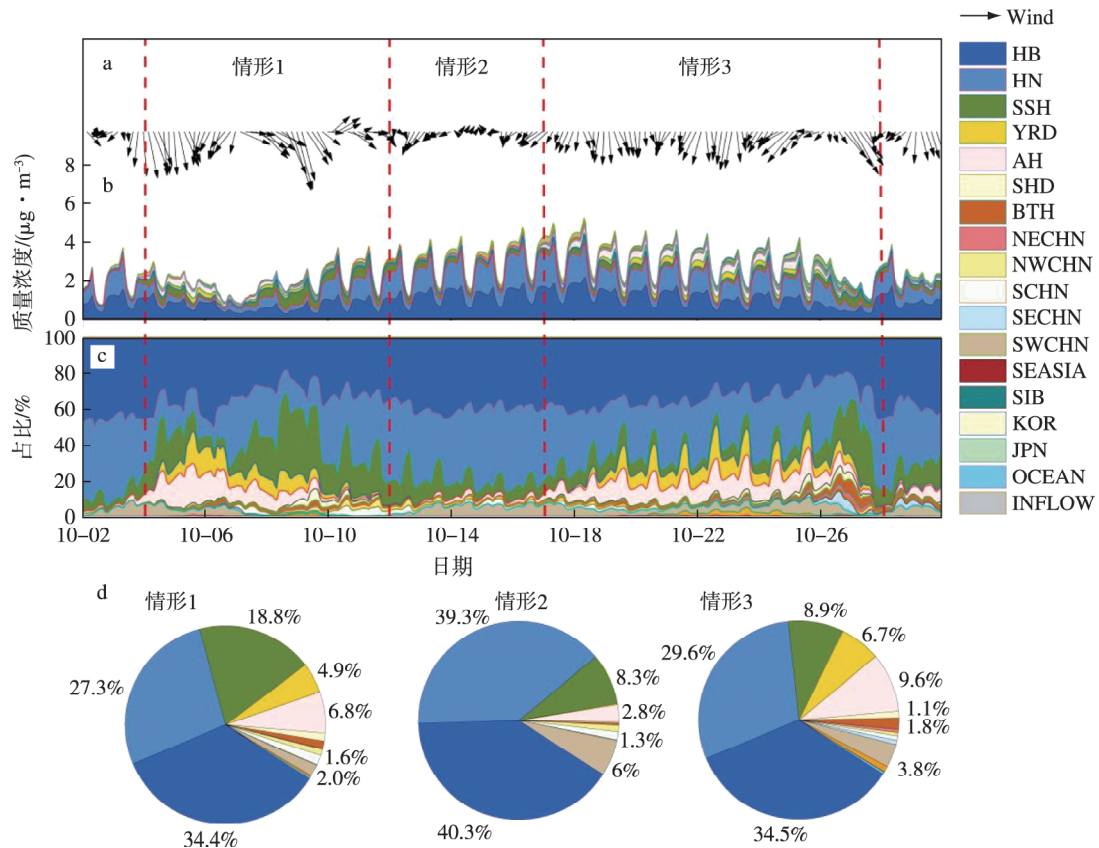 Wind
a
情形1
情形2
情形3
HB
HN
SSH
YRD
AH
SHD
BTH
NECHN
NWCHN
SCHN
SECHN
SWCHN
SEASIA
SIB
KOR
JPN
OCEAN
INFLOW
b
质量浓度/(μg · m⁻³)
8
6
4
2
0
c
占比/%
100
80
60
40
20
0
10–02
10–06
10–10
10–14
10–18
10–22
10–26
日期
d
情形1
18.8%
4.9%
6.8%
1.6%
2.0%
34.4%
27.3%
情形2
39.3%
8.3%
2.8%
1.3%
6%
40.3%
情形3
8.9%
6.7%
9.6%
1.1%
1.8%
3.8%
34.5%
29.6%